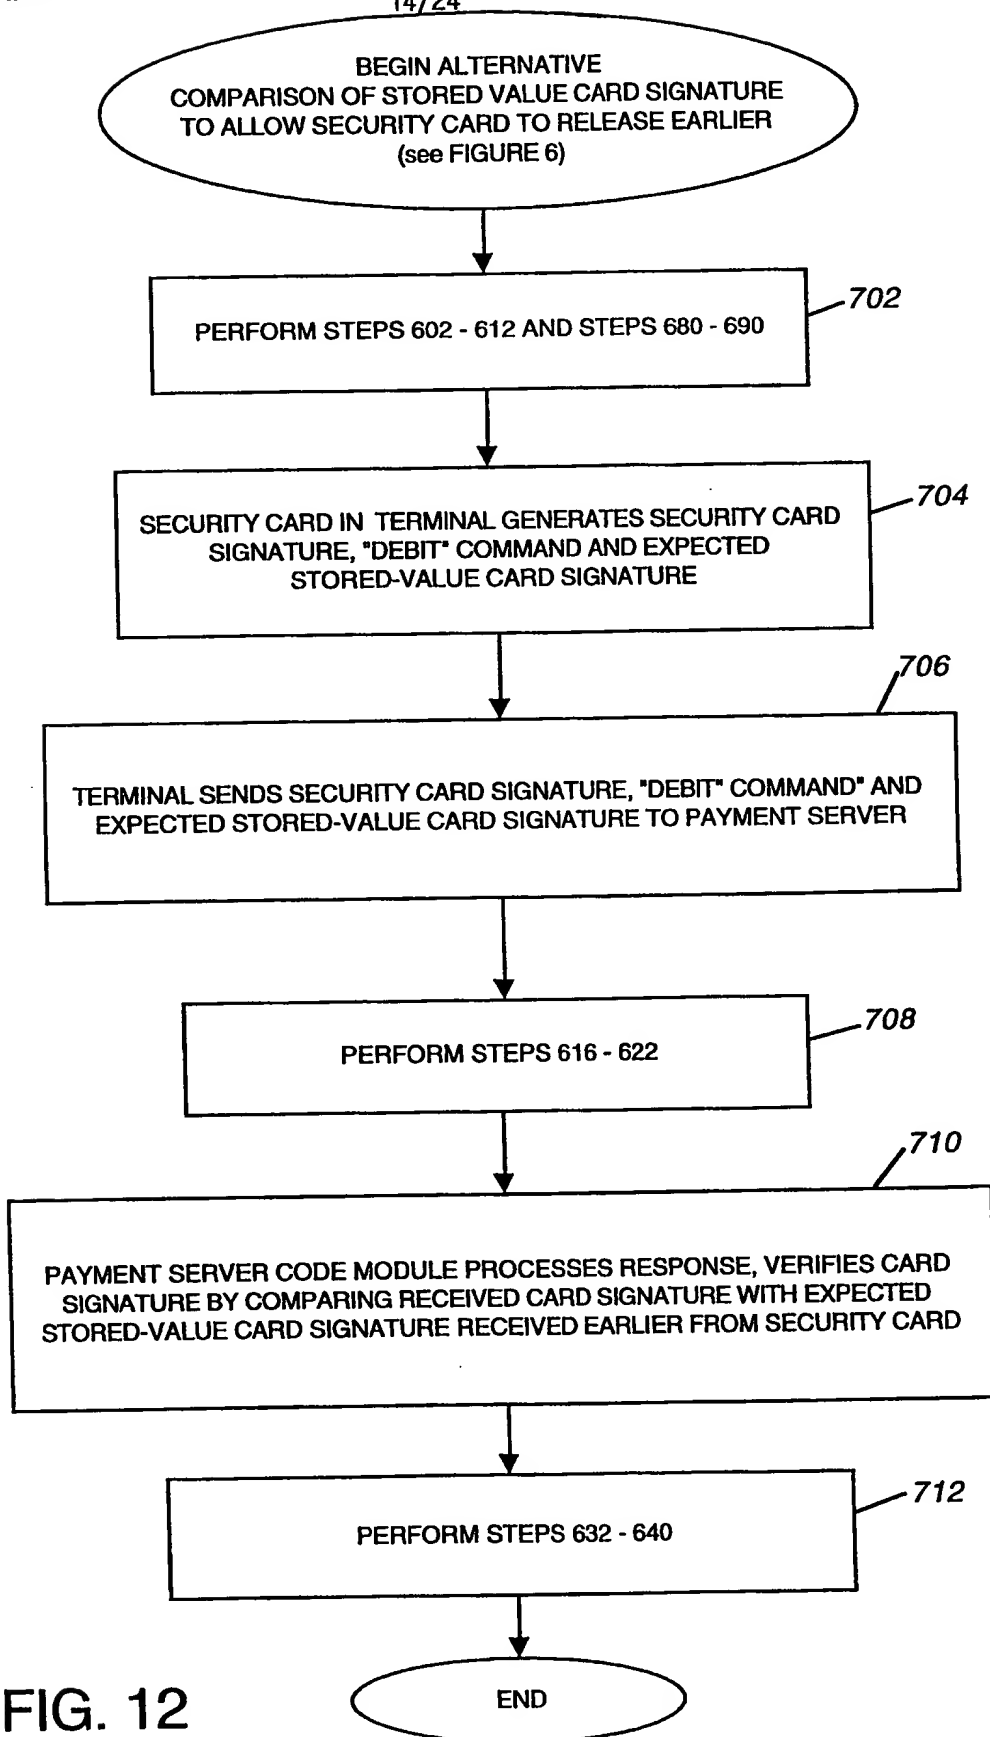 14/24
BEGIN ALTERNATIVE
COMPARISON OF STORED VALUE CARD SIGNATURE
TO ALLOW SECURITY CARD TO RELEASE EARLIER
(see FIGURE 6)
702
PERFORM STEPS 602 - 612 AND STEPS 680 - 690
704
SECURITY CARD IN TERMINAL GENERATES SECURITY CARD
SIGNATURE, "DEBIT" COMMAND AND EXPECTED
STORED-VALUE CARD SIGNATURE
706
TERMINAL SENDS SECURITY CARD SIGNATURE, "DEBIT" COMMAND" AND
EXPECTED STORED-VALUE CARD SIGNATURE TO PAYMENT SERVER
708
PERFORM STEPS 616 - 622
710
PAYMENT SERVER CODE MODULE PROCESSES RESPONSE, VERIFIES CARD
SIGNATURE BY COMPARING RECEIVED CARD SIGNATURE WITH EXPECTED
STORED-VALUE CARD SIGNATURE RECEIVED EARLIER FROM SECURITY CARD
712
PERFORM STEPS 632 - 640
END
FIG. 12